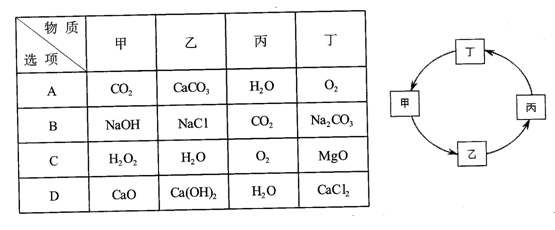 物质
选项
甲 乙 丙 丁
A CO₂ CaCO₃ H₂O O₂
B NaOH NaCl CO₂ Na₂CO₃
C H₂O₂ H₂O O₂ MgO
D CaO Ca(OH)₂ H₂O CaCl₂
丁
甲
丙
乙